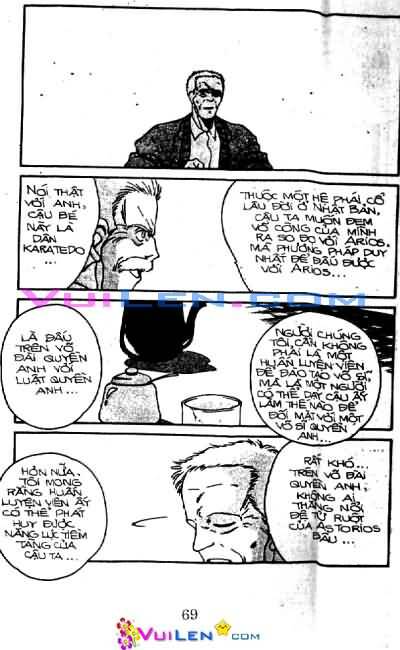 NÓI THẬT
VỚI ANH,
CẬU BÉ
NÀY LÀ
DÂN
KARATEDO
...
THUỘC MỘT HỆ PHÁI CỔ
LÂU ĐỜI Ở NHẬT BẢN,
CẬU TA MUỐN ĐEM
VÕ CÔNG CỦA MÌNH
RA SO ĐỌ VỚI ARIOS.
MÀ PHƯƠNG PHÁP DUY
NHẤT ĐỂ ĐẤU ĐƯỢC
VỚI ARIOS...
VuiLen.com
LÀ ĐẤU
TRÊN VÕ
ĐÀI QUYỀN
ANH VỚI
LUẬT QUYỀN
ANH...
NGƯỜI CHÚNG
TÔI CẦN KHÔNG
PHẢI LÀ MỘT
HUẤN LUYỆN VIÊN
ĐỂ ĐÀO TẠO VÕ SĨ,
MÀ LÀ MỘT NGƯỜI
CÓ THỂ DẠY CẬU ẤY
LÀM THẾ NÀO ĐỂ
ĐỐI MẶT VỚI MỘT
VÕ SĨ QUYỀN
ANH...
HƠN NỮA,
TÔI MONG
RẰNG HUẤN
LUYỆN VIÊN ẤY
CÓ THỂ PHÁT
HUY ĐƯỢC
NĂNG LỰC TIỀM
TÀNG CỦA
CẬU TA...
RẤT KHÓ...
TRÊN VÕ ĐÀI
QUYỀN ANH,
KHÔNG AI
THẮNG NỔI
ĐỆ TỬ RUỘT
CỦA ASTORIOS
ĐÂU...
69
VuiLen.com